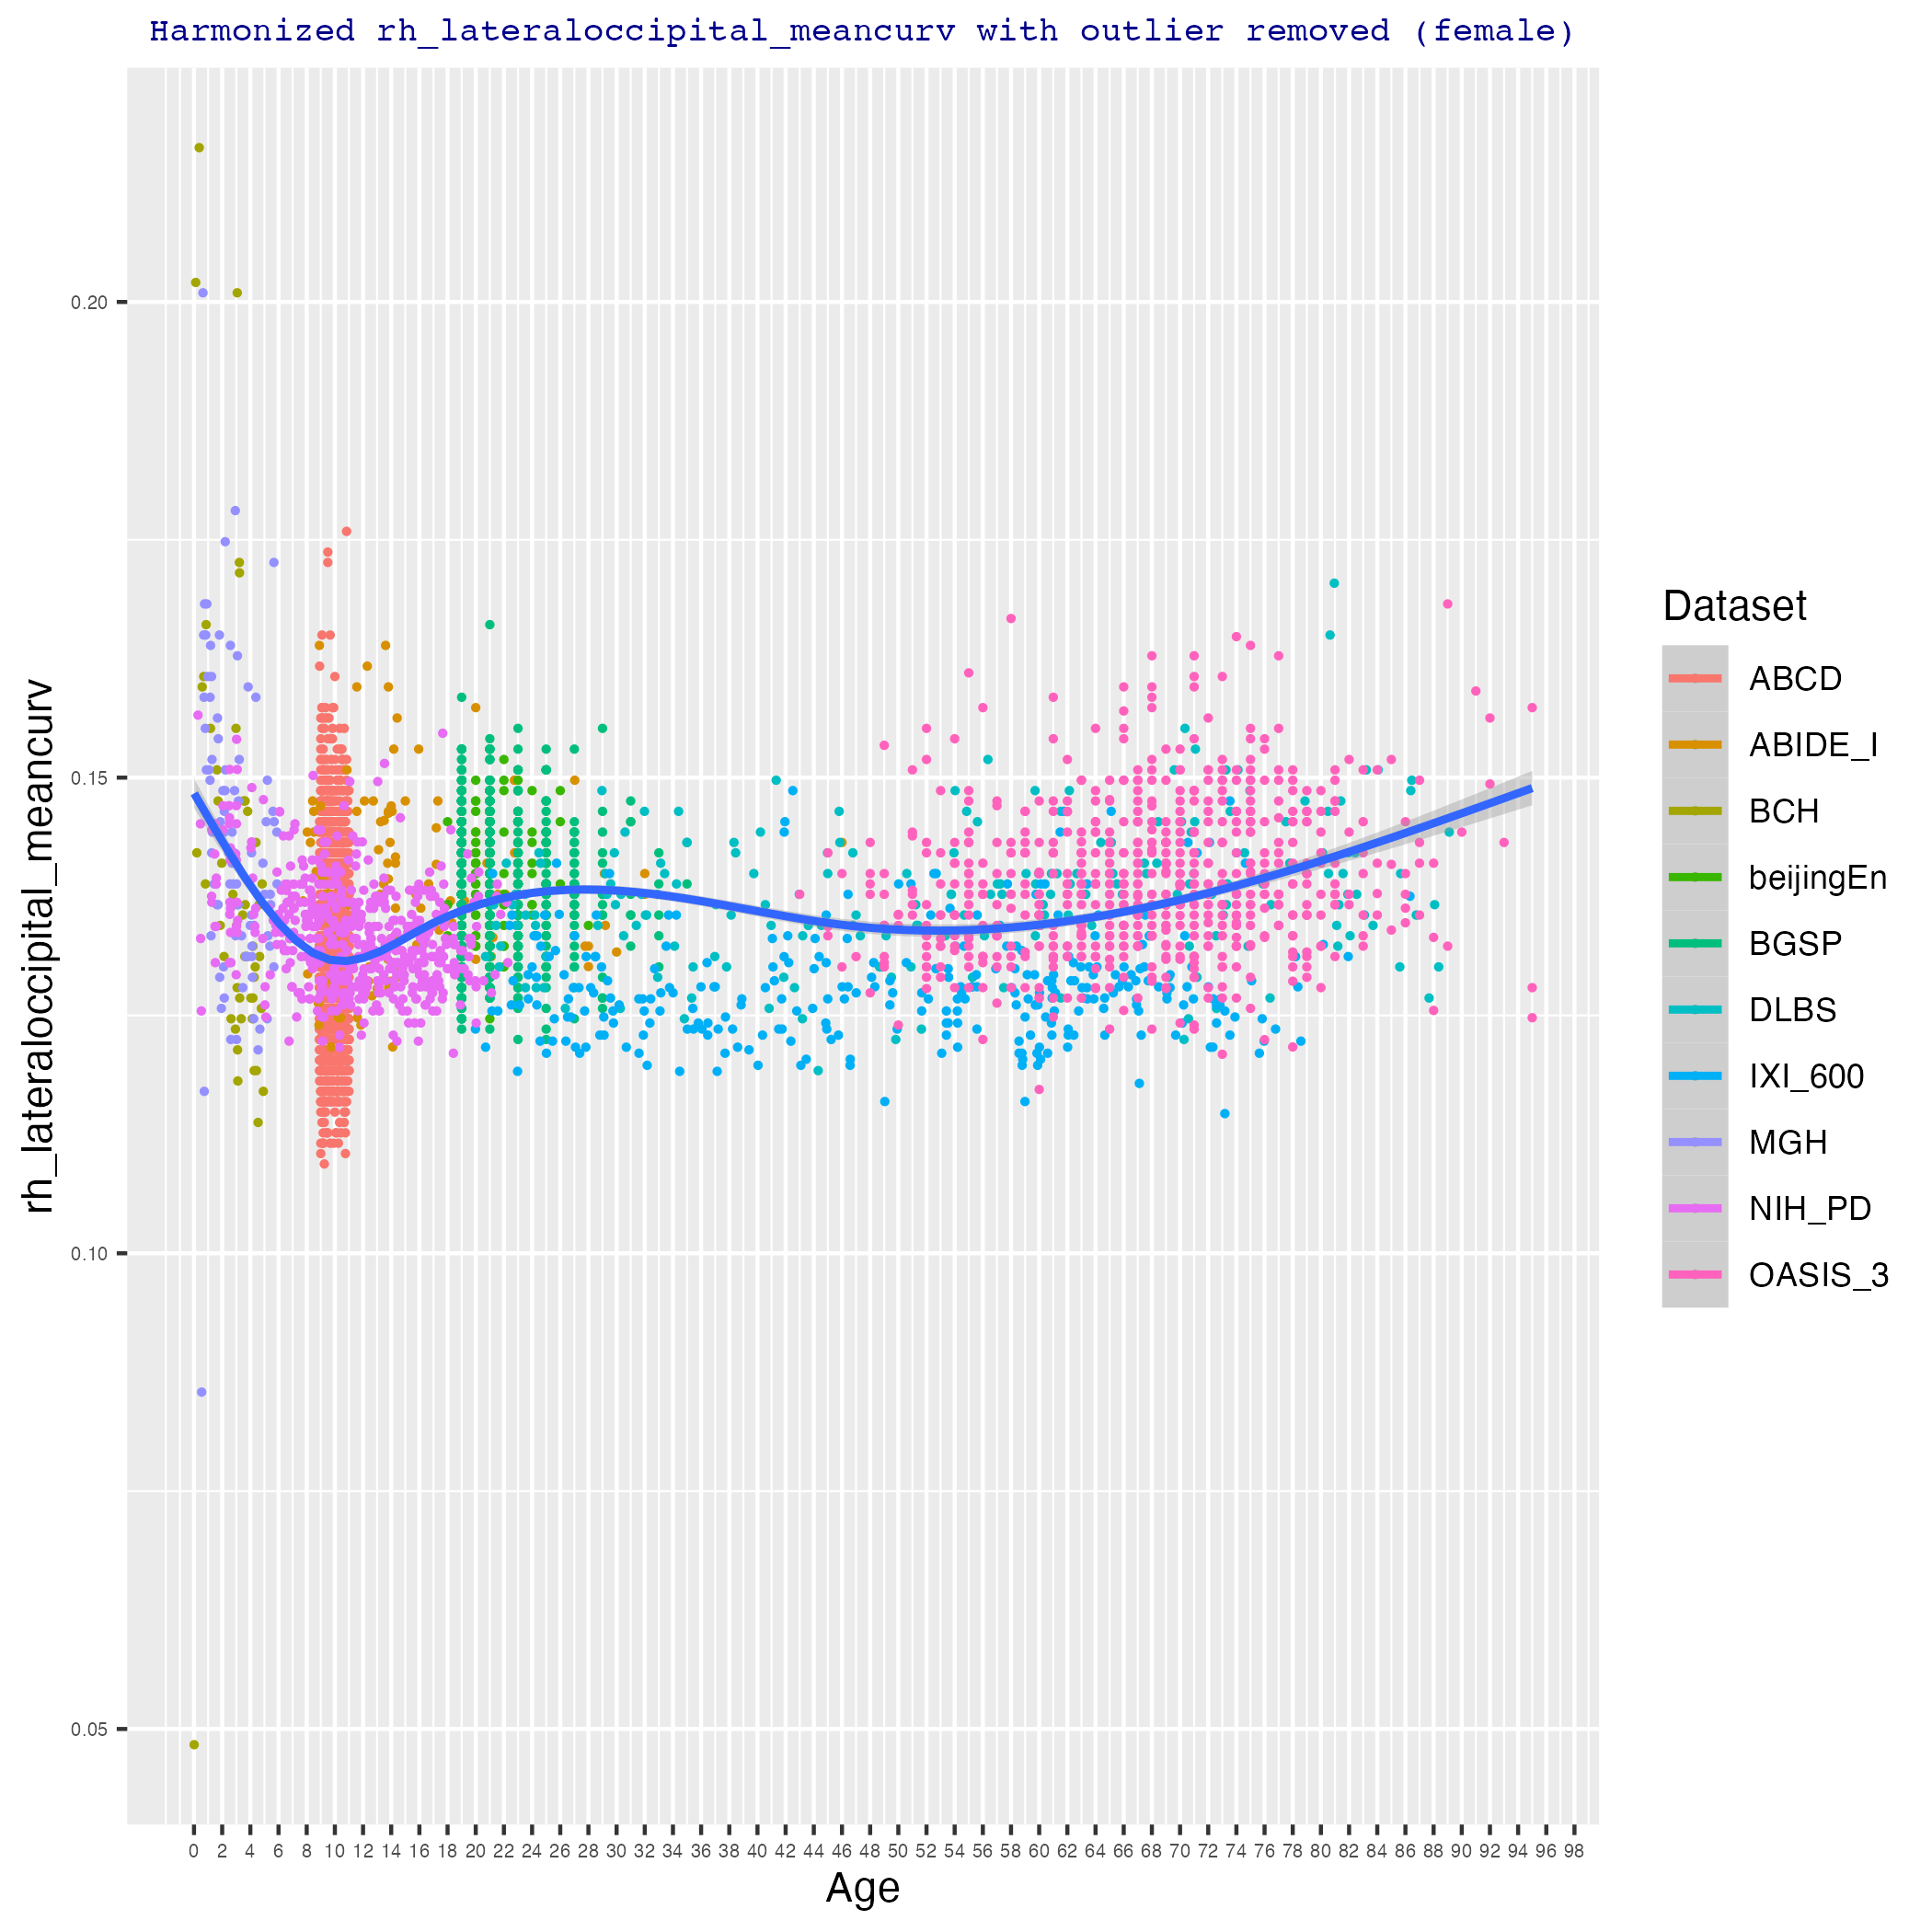 Harmonized rh_lateraloccipital_meancurv with outlier removed (female)
rh_lateraloccipital_meancurv
0.20
0.15
0.10
0.05
0 2 4 6 8 10 12 14 16 18 20 22 24 26 28 30 32 34 36 38 40 42 44 46 48 50 52 54 56 58 60 62 64 66 68 70 72 74 76 78 80 82 84 86 88 90 92 94 96 98
Age
Dataset
ABCD
ABIDE_I
BCH
beijingEn
BGSP
DLBS
IXI_600
MGH
NIH_PD
OASIS_3